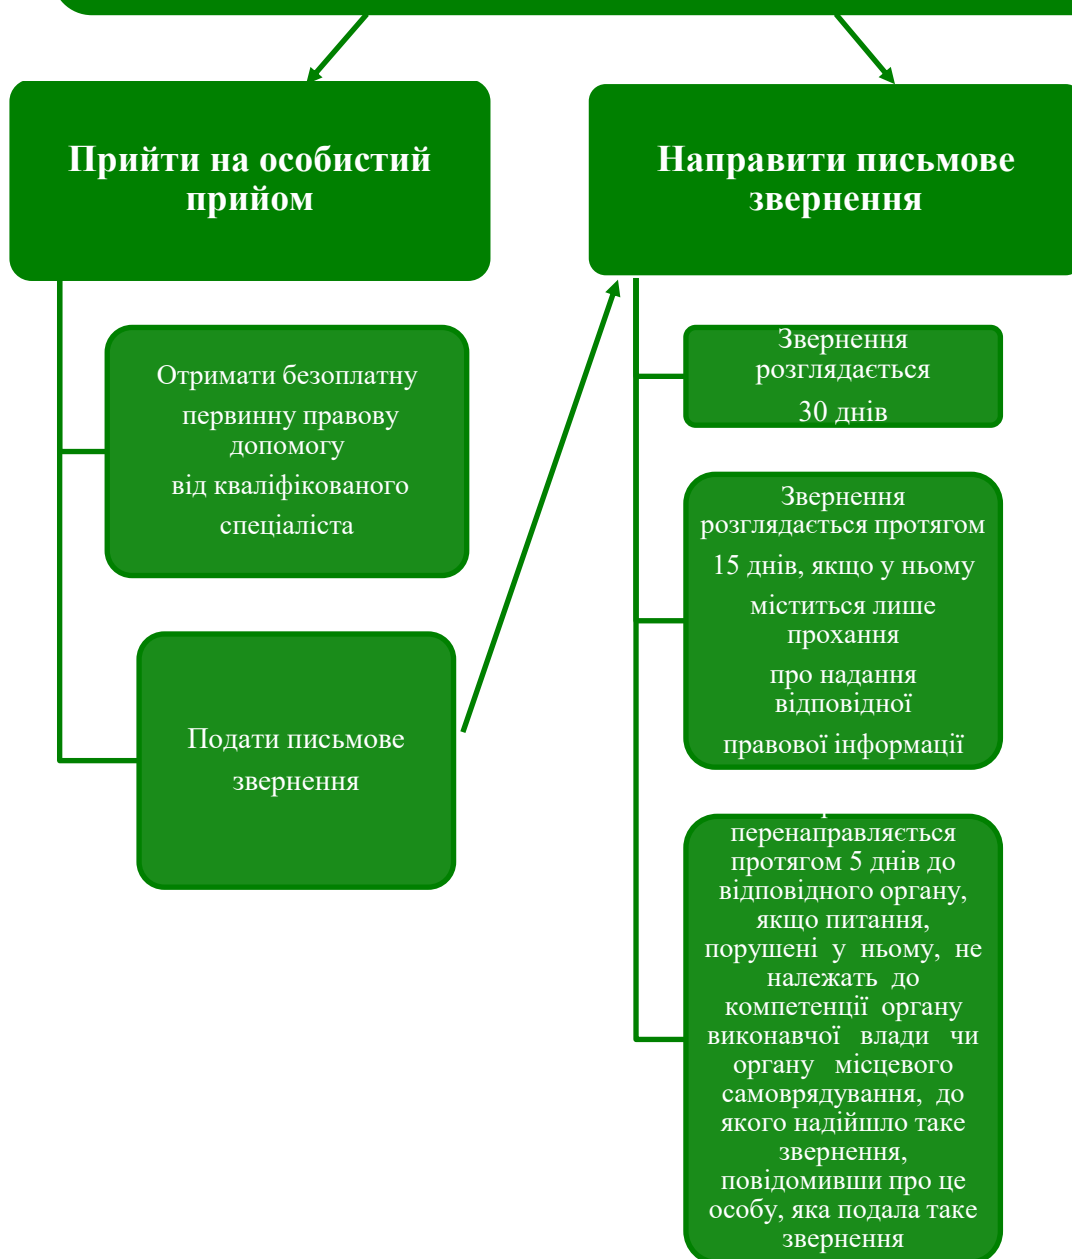 Прийти на особистий
прийом
Отримати безоплатну
первинну правову
допомогу
від кваліфікованого
спеціаліста
Подати письмове
звернення
Направити письмове
звернення
Звернення
розглядається
30 днів
Звернення
розглядається протягом
15 днів, якщо у ньому
міститься лише
прохання
про надання
відповідної
правової інформації
перенаправляється
протягом 5 днів до
відповідного органу,
якщо питання,
порушені у ньому, не
належать до
компетенції органу
виконавчої влади чи
органу місцевого
самоврядування, до
якого надійшло таке
звернення,
повідомивши про це
особу, яка подала таке
звернення